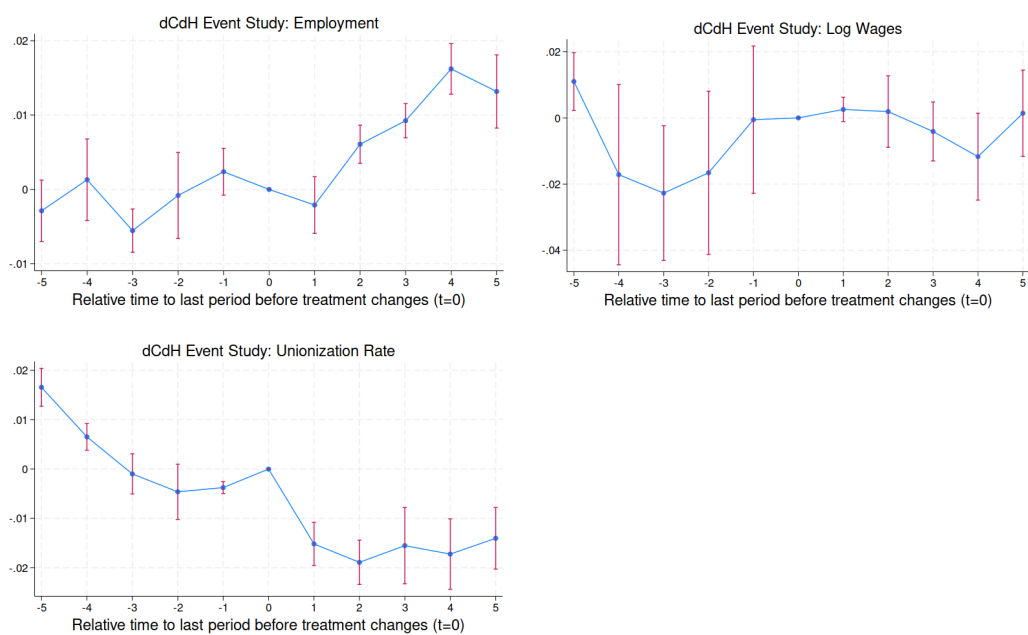 dCdH Event Study: Employment
.02
.01
0
-.01
-5 -4 -3 -2 -1 0 1 2 3 4 5
Relative time to last period before treatment changes (t=0)
dCdH Event Study: Log Wages
.02
0
-.02
-.04
-5 -4 -3 -2 -1 0 1 2 3 4 5
Relative time to last period before treatment changes (t=0)
dCdH Event Study: Unionization Rate
.02
.01
0
-.01
-.02
-5 -4 -3 -2 -1 0 1 2 3 4 5
Relative time to last period before treatment changes (t=0)